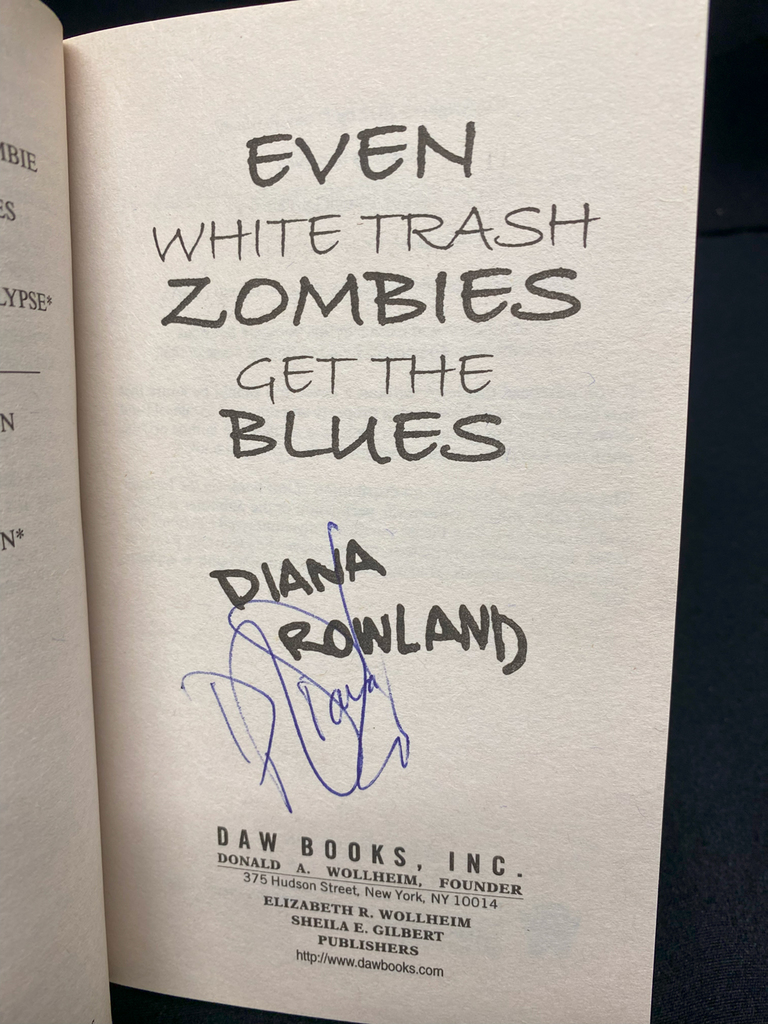 MBIE
ES
LYPSE*
N
N*
EVEN
WHITE TRASH
ZOMBIES
GET THE
BLUES
DIANA
ROWLAND
DAW BOOKS, INC.
DONALD A. WOLLHEIM, FOUNDER
375 Hudson Street, New York, NY 10014
ELIZABETH R. WOLLHEIM
SHEILA E. GILBERT
PUBLISHERS
http://www.dawbooks.com